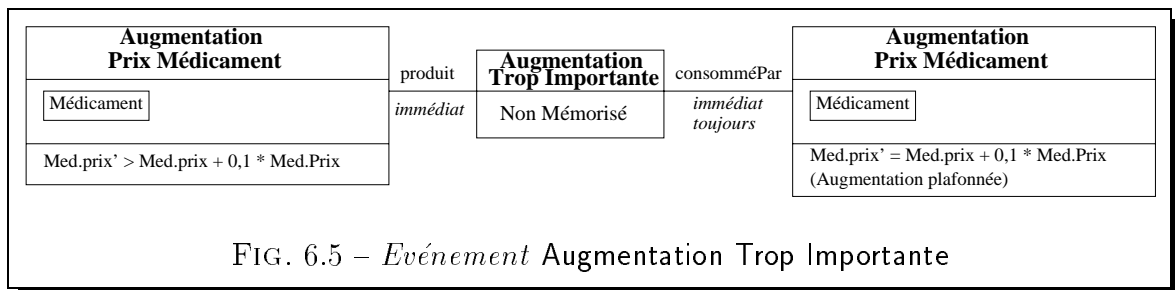 Augmentation
Prix Médicament
Médicament
Med.prix’ > Med.prix + 0,1 * Med.Prix
produit
immédiat
Augmentation
Trop Importante
Non Mémorisé
consomméPar
immédiat
toujours
Augmentation
Prix Médicament
Médicament
Med.prix’ = Med.prix + 0,1 * Med.Prix
(Augmentation plafonnée)
FIG. 6.5 – Evénement Augmentation Trop Importante